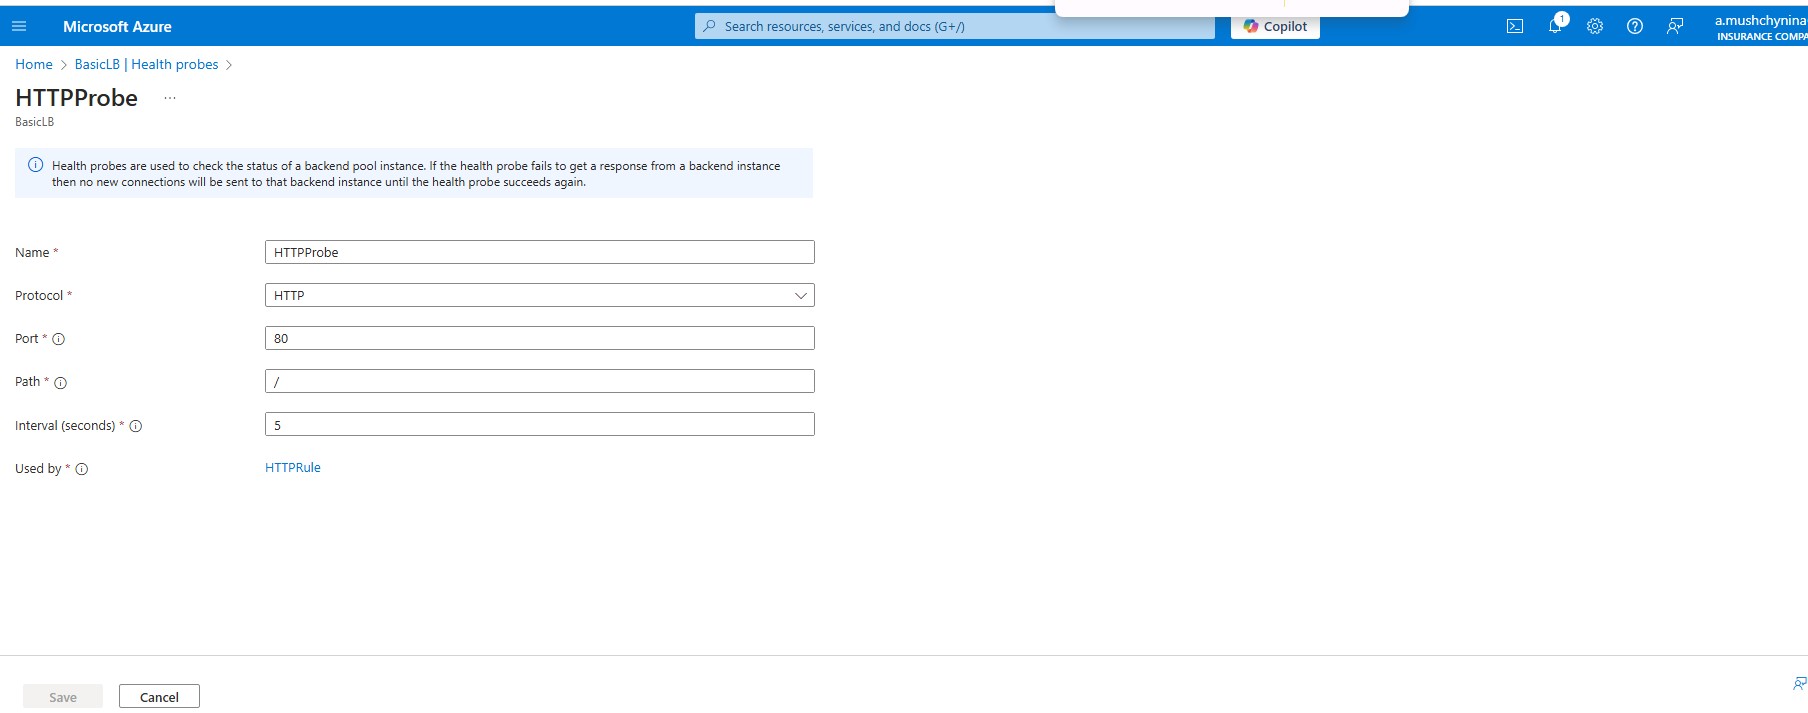 Microsoft Azure
Search resources, services, and docs (G+/)
Copilot
1
a.mushchynina
INSURANCE
Home > BasicLB | Health probes >
HTTPProbe ...
BasicLB
Health probes are used to check the status of a backend pool instance. If the health probe fails to get a response from a backend instance
then no new connections will be sent to that backend instance until the health probe succeeds again.
Name *
HTTPProbe
Protocol *
HTTP
Port *
80
Path *
/
Interval (seconds) *
5
Used by *
HTTPRule
Save
Cancel